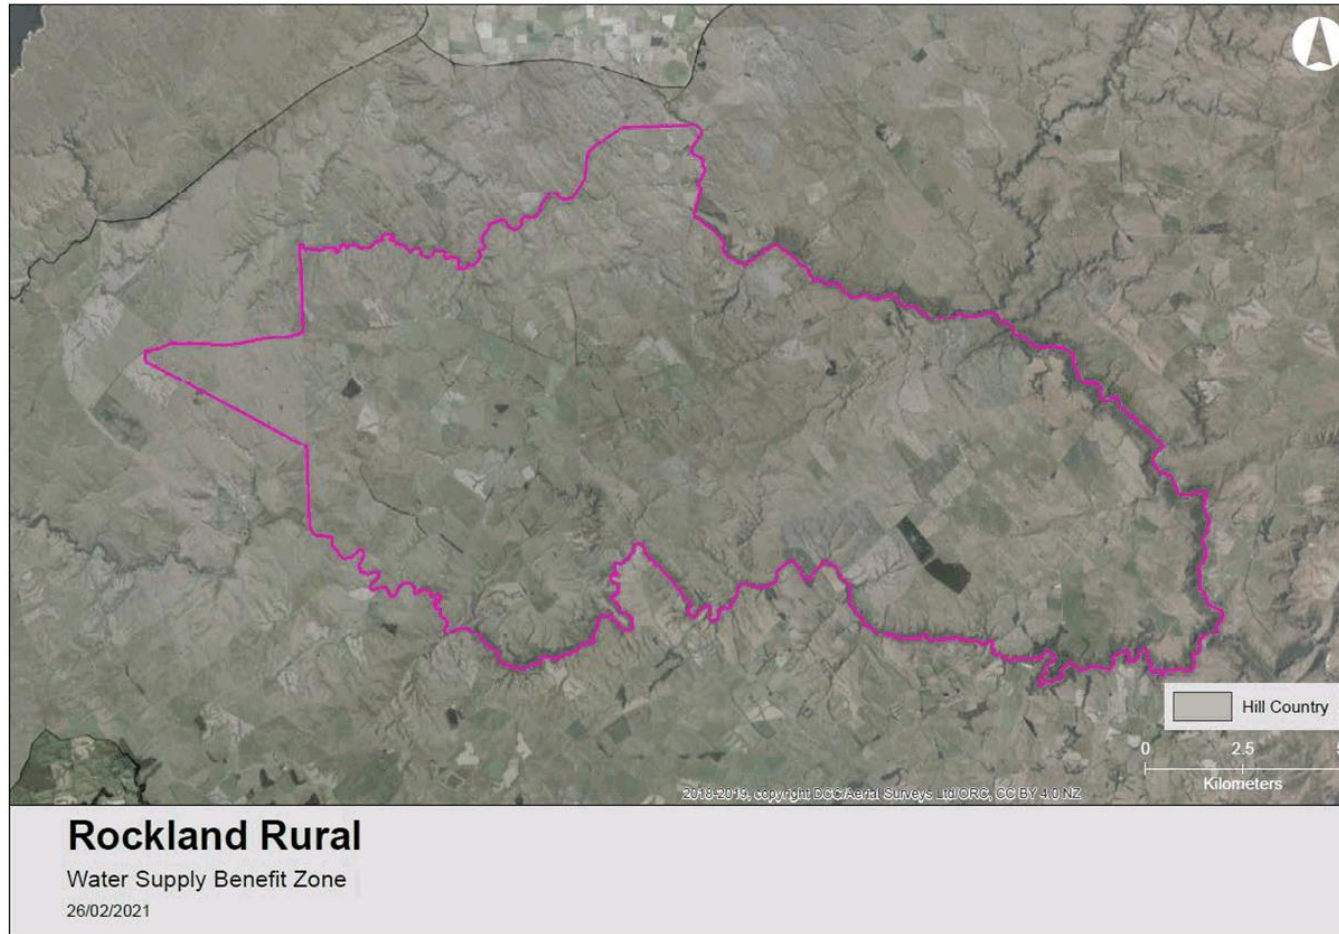 Hill Country
0 2.5 5
Kilometers
2018-2019, copyright DCC/Aerial Surveys Ltd/ORC, CC BY 4.0 NZ
Rockland Rural
Water Supply Benefit Zone
26/02/2021